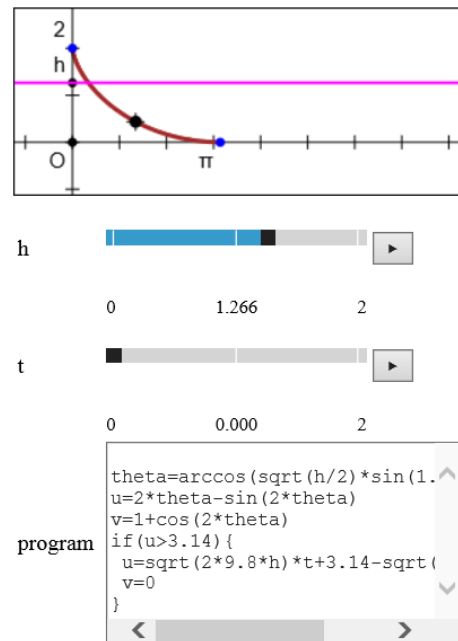 2
h
O
π
h
0 1.266 2
t
0 0.000 2
program
theta=arccos(sqrt(h/2)*sin(1.
u=2*theta-sin(2*theta)
v=1+cos(2*theta)
if(u>3.14){
u=sqrt(2*9.8*h)*t+3.14-sqrt(
v=0
}